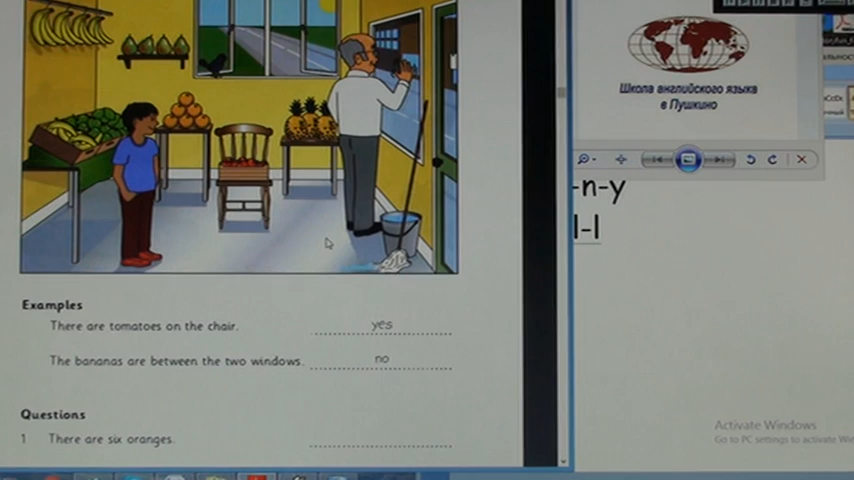 Школа английского языка
в Пушкино
-n-y
l-l
Examples
There are tomatoes on the chair. yes
The bananas are between the two windows. no
Questions
1 There are six oranges.
Activate Windows
Go to PC settings to activate Win